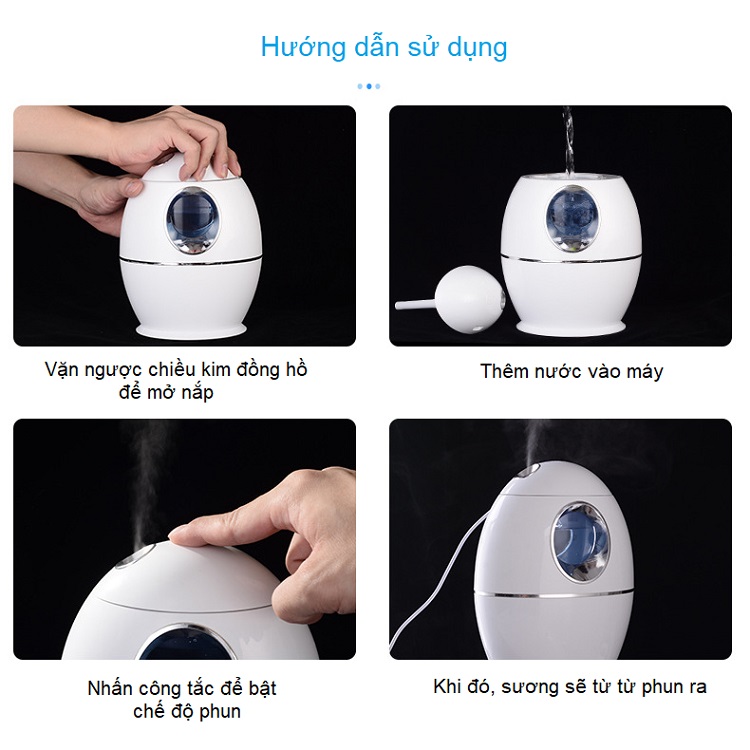 Hướng dẫn sử dụng
Vặn ngược chiều kim đồng hồ
để mở nắp
Thêm nước vào máy
Nhấn công tắc để bật
chế độ phun
Khi đó, sương sẽ từ từ phun ra